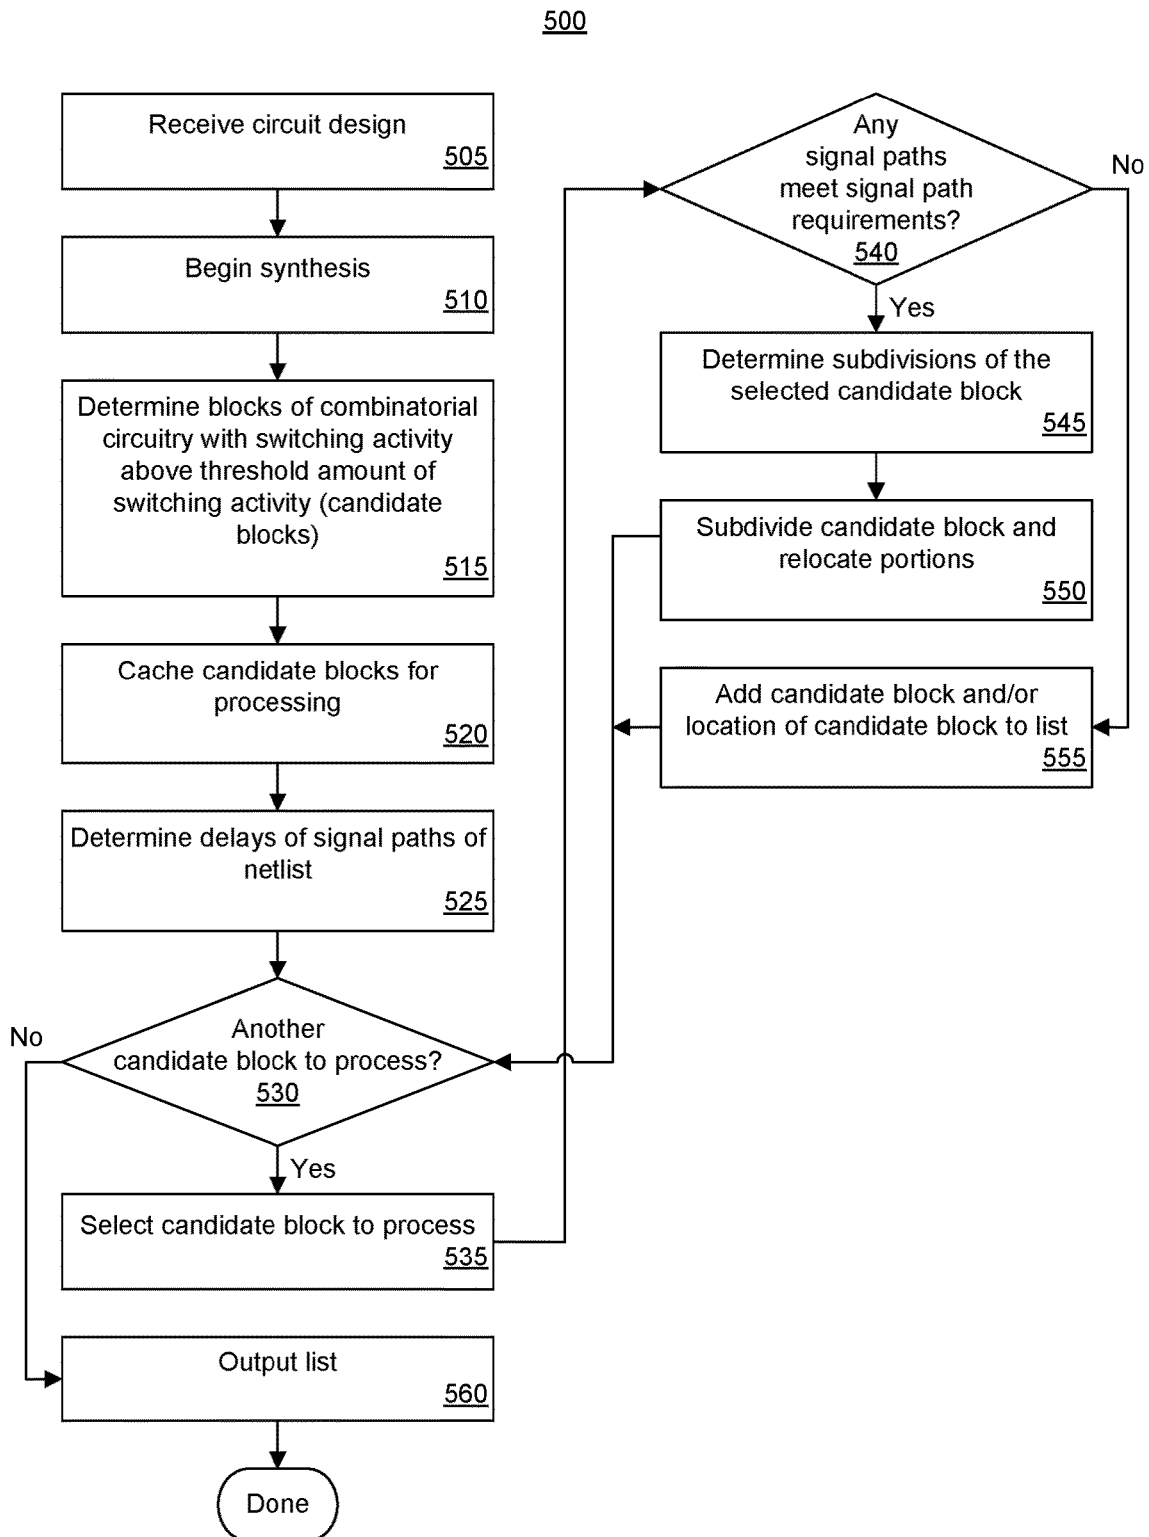 500
Receive circuit design
505
Begin synthesis
510
Determine blocks of combinatorial
circuitry with switching activity
above threshold amount of
switching activity (candidate
blocks)
515
Cache candidate blocks for
processing
520
Determine delays of signal paths of
netlist
525
Another
candidate block to process?
530
No
Yes
Select candidate block to process
535
Output list
560
Done
Any
signal paths
meet signal path
requirements?
540
No
Yes
Determine subdivisions of the
selected candidate block
545
Subdivide candidate block and
relocate portions
550
Add candidate block and/or
location of candidate block to list
555